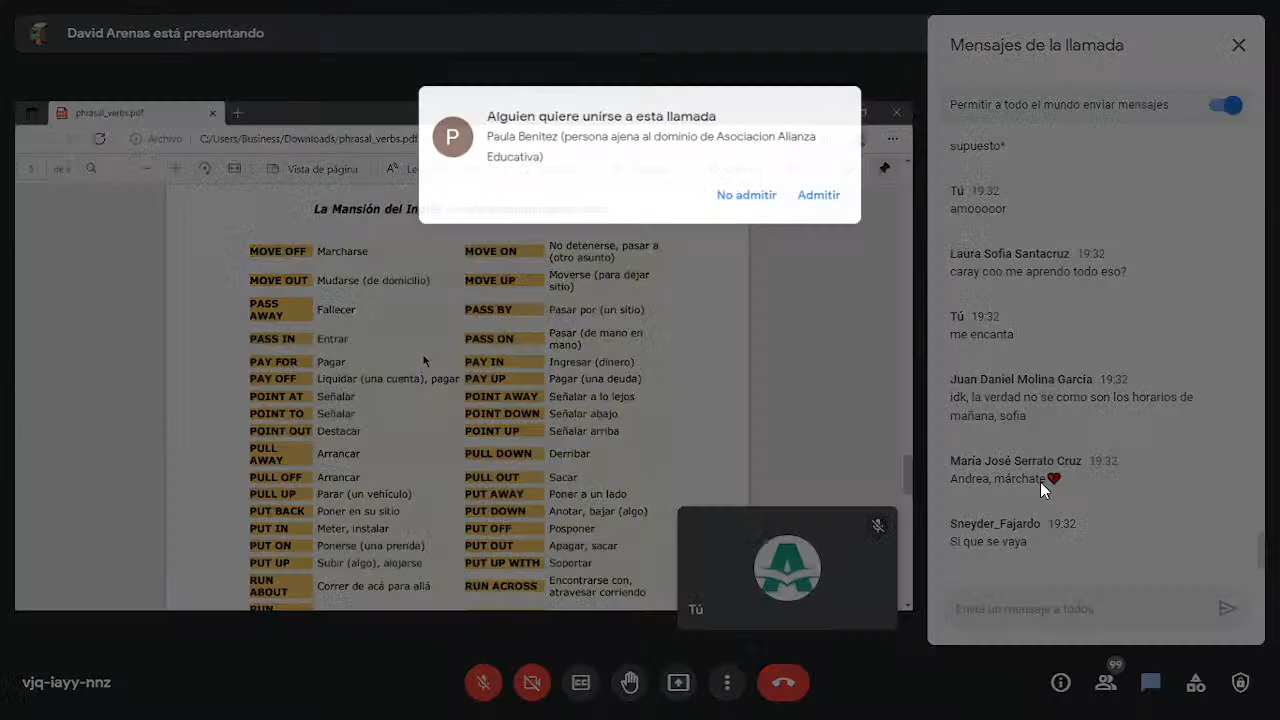 David Arenas está presentando
phrasal_verbs.pdf
Archivo
C:/Users/Business/Downloads/phrasal_verbs.pdf
Vista de página
La Mansión del
MOVE OFF Marcharse MOVE ON No detenerse, pasar a (otro asunto)
MOVE OUT Mudarse (de domicilio) MOVE UP Moverse (para dejar sitio)
PASS AWAY Fallecer PASS BY Pasar por (un sitio)
PASS IN Entrar PASS ON Pasar (de mano en mano)
PAY FOR Pagar PAY IN Ingresar (dinero)
PAY OFF Liquidar (una cuenta), pagar PAY UP Pagar (una deuda)
POINT AT Señalar POINT AWAY Señalar a lo lejos
POINT TO Señalar POINT DOWN Señalar abajo
POINT OUT Destacar POINT UP Señalar arriba
PULL AWAY Arrancar PULL DOWN Derribar
PULL OFF Arrancar PULL OUT Sacar
PULL UP Parar (un vehículo) PUT AWAY Poner a un lado
PUT BACK Poner en su sitio PUT DOWN Anotar, bajar (algo)
PUT IN Meter, instalar PUT OFF Posponer
PUT ON Ponerse (una prenda) PUT OUT Apagar, sacar
PUT UP Subir (algo), alojarse PUT UP WITH Soportar
RUN ABOUT Correr de acá para allá RUN ACROSS Encontrarse con, atravesar corriendo
RUN
Alguien quiere unirse a esta llamada
P
Paula Benitez (persona ajena al dominio de Asociacion Alianza
Educativa)
No admitir Admitir
Tú
Mensajes de la llamada
Permitir a todo el mundo enviar mensajes
supuesto*
Tú 19:32
amooooor
Laura Sofia Santacruz 19:32
caray coo me aprendo todo eso?
Tú 19:32
me encanta
Juan Daniel Molina Garcia 19:32
idk, la verdad no se como son los horarios de
mañana, sofia
María José Serrato Cruz 19:32
Andrea, márchate💔
Sneyder_Fajardo 19:32
Si que se vaya
Envía un mensaje a todos
vjq-iayy-nnz
99